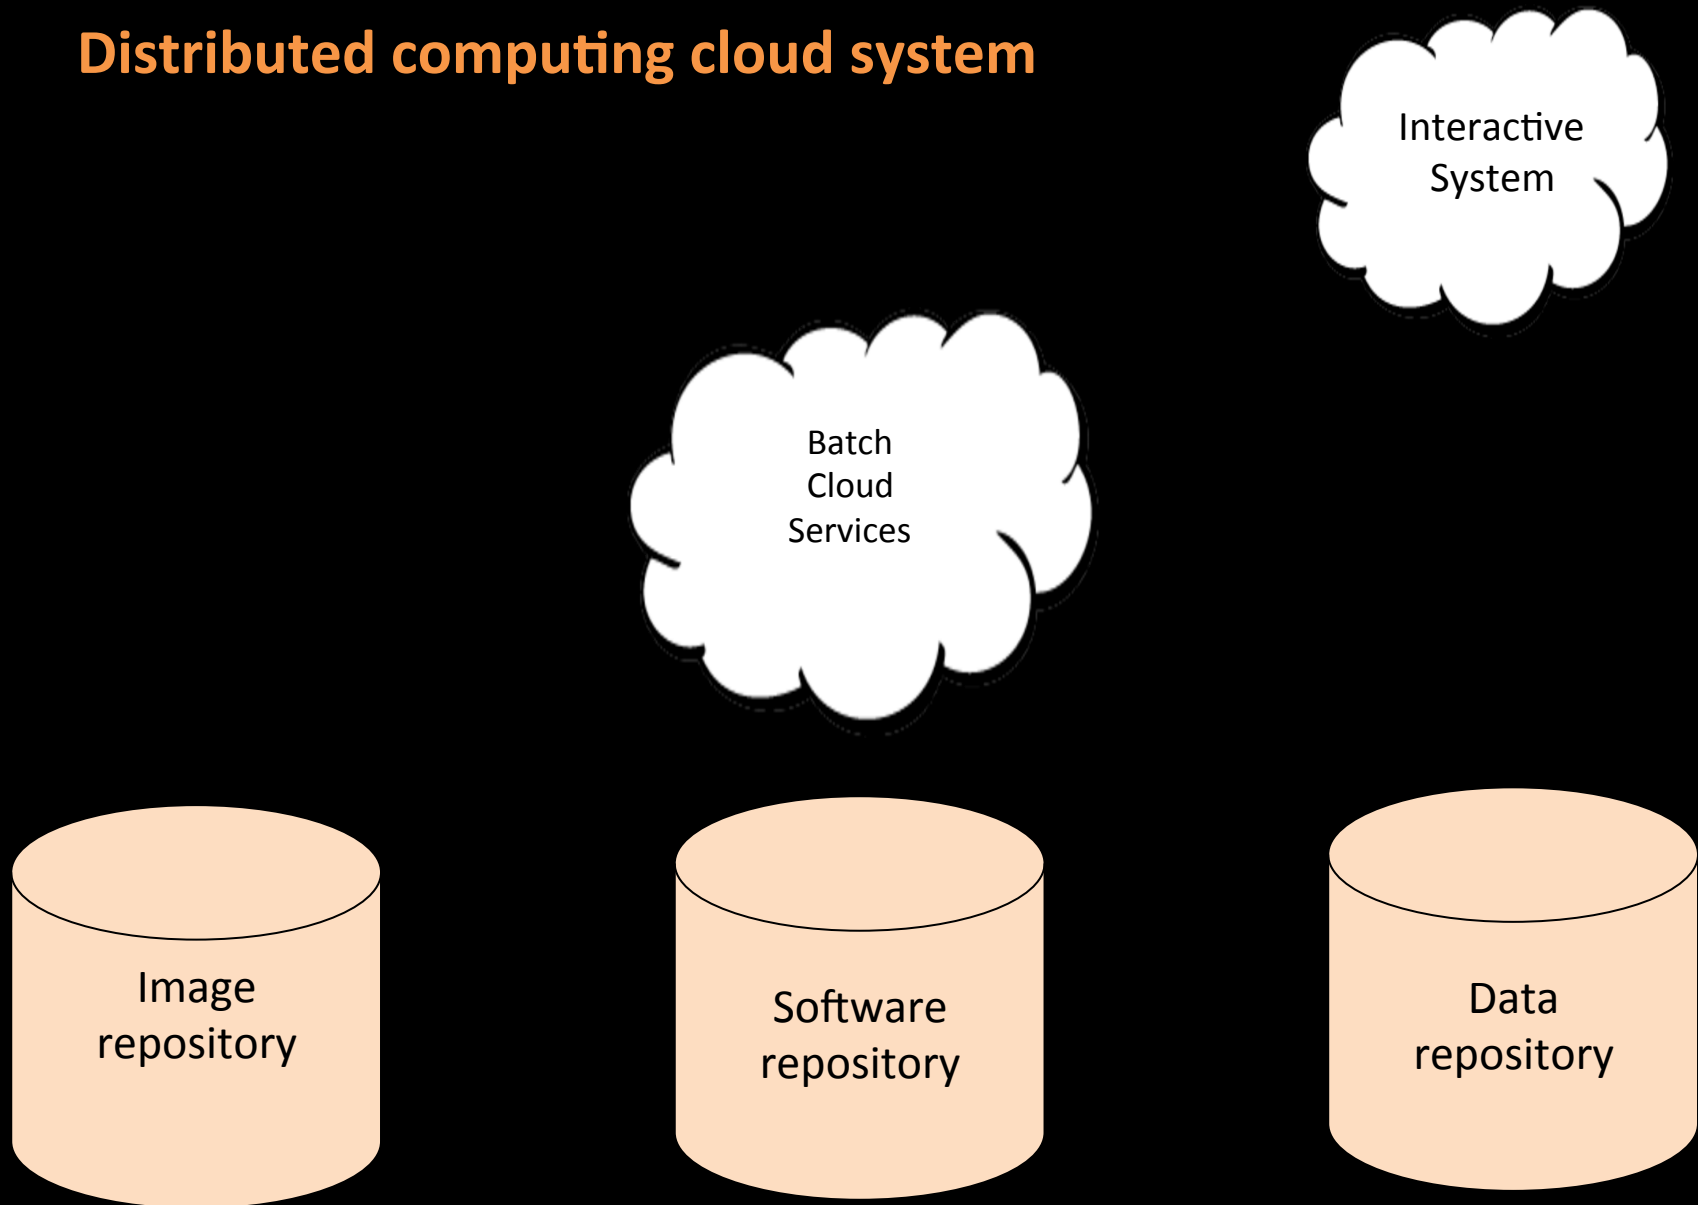 Distributed computing cloud system
Interactive
System
Batch
Cloud
Services
Image
repository
Software
repository
Data
repository